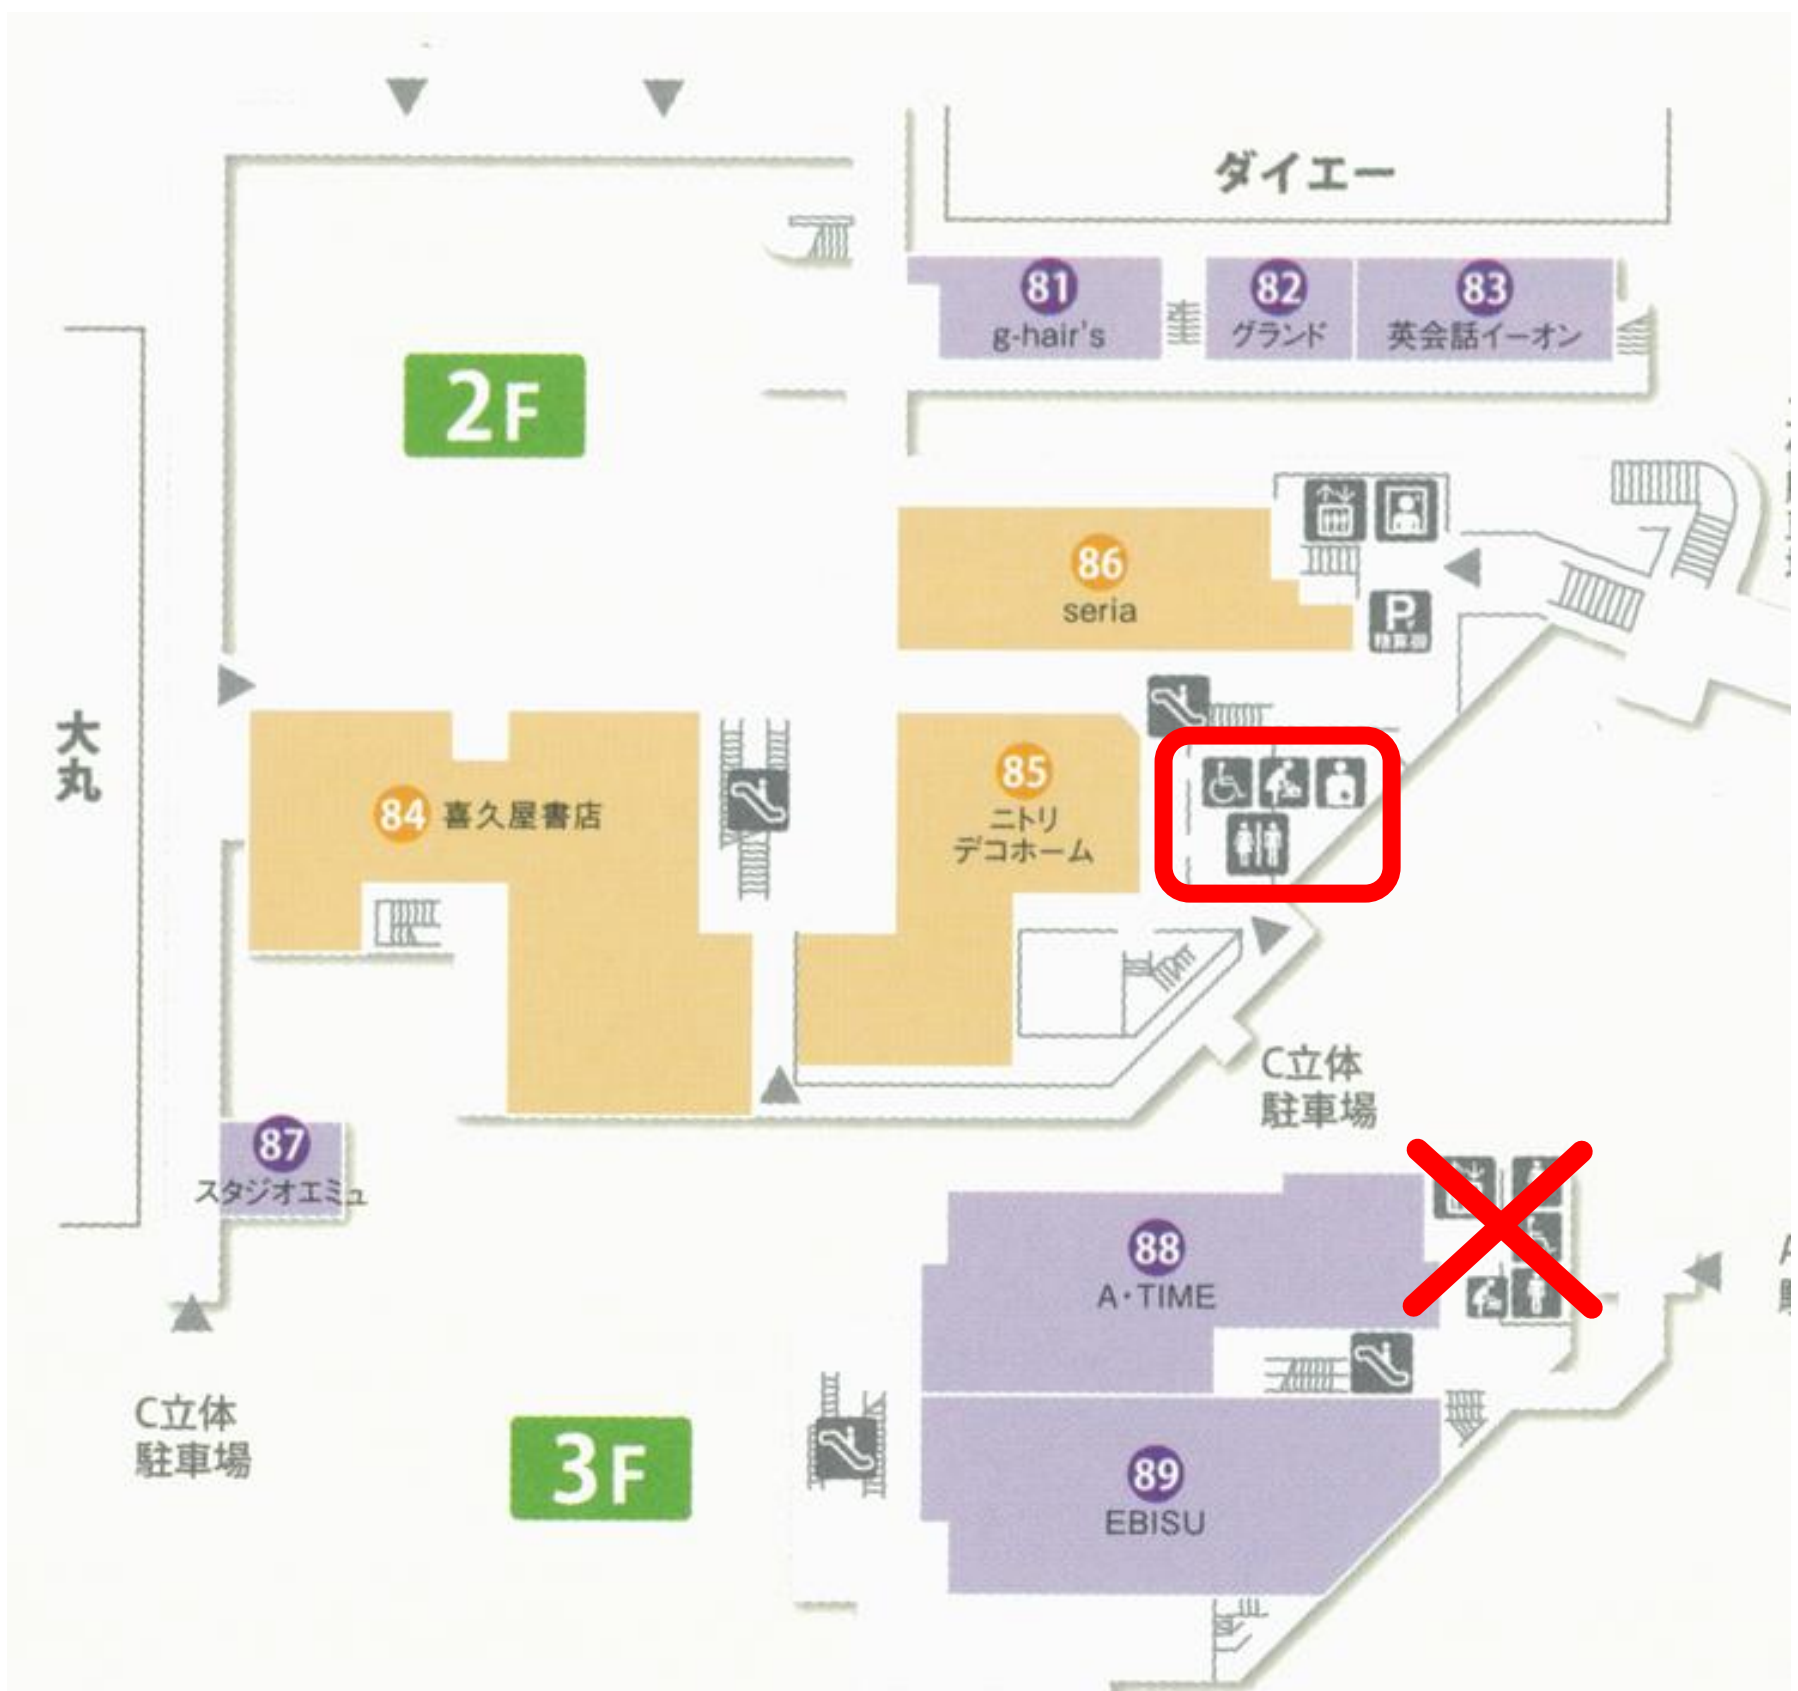 ダイエー
81
g-hair's
82
グランド
83
英会話イーオン
2F
86
seria
P
精算機
大丸
84 喜久屋書店
85
ニトリ
デコホーム
C立体
駐車場
87
スタジオエミュ
88
A・TIME
C立体
駐車場
3F
89
EBISU